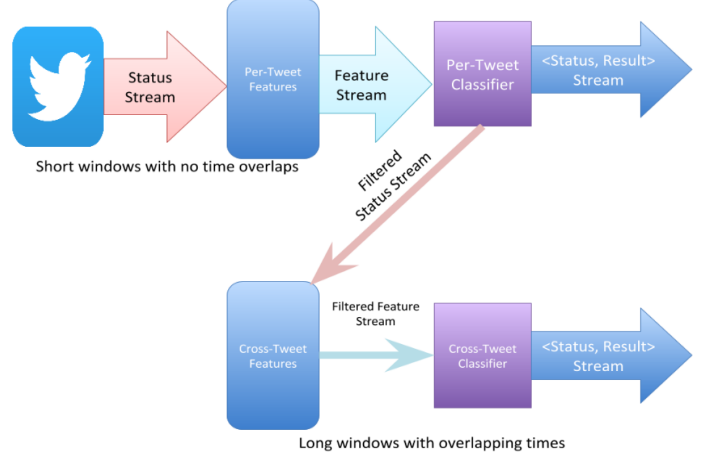 Status
Stream
Per-Tweet
Features
Feature
Stream
Per-Tweet
Classifier
<Status, Result>
Stream
Short windows with no time overlaps
Filtered
Status Stream
Cross-Tweet
Features
Filtered Feature
Stream
Cross-Tweet
Classifier
<Status, Result>
Stream
Long windows with overlapping times